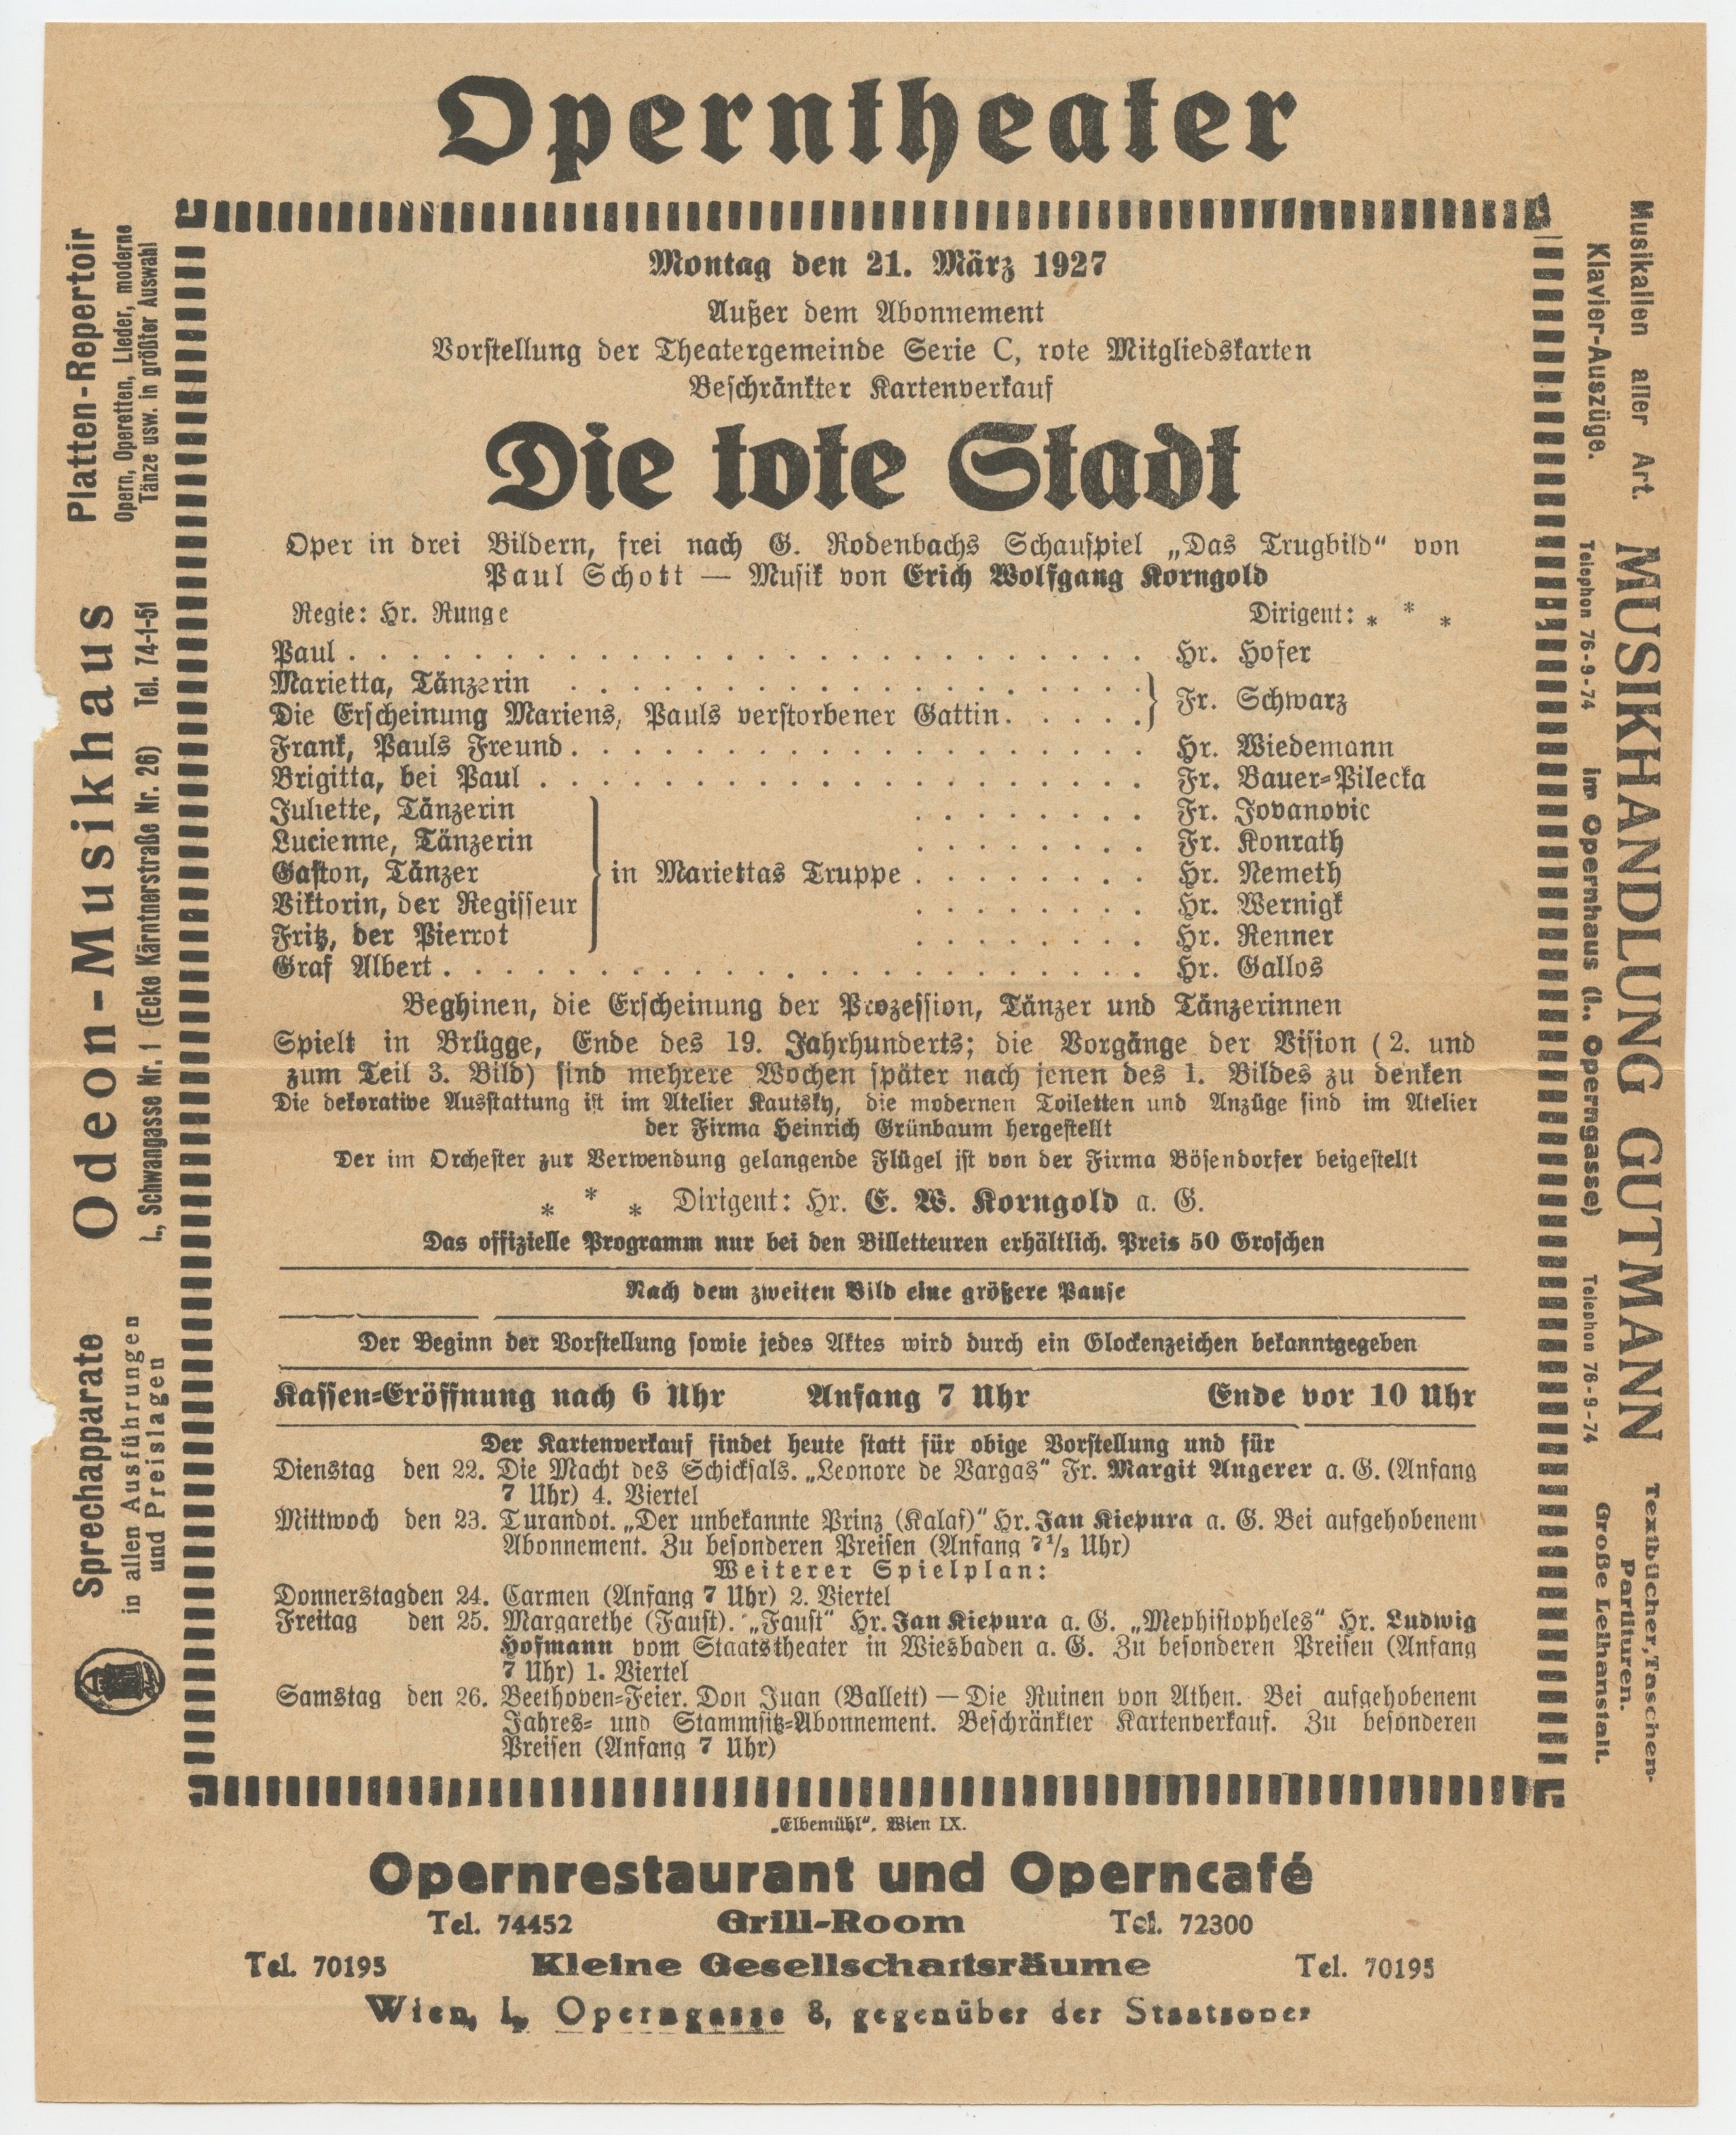 Operntheater
Montag den 21. März 1927
Außer dem Abonnement
Vorstellung der Theatergemeinde Serie C, rote Mitgliedskarten
Beschränkter Kartenverkauf
Die tote Stadt
Oper in drei Bildern, frei nach G. Rodenbachs Schauspiel „Das Trugbild“ von
Paul Schott — Musik von Erich Wolfgang Korngold
Regie: Hr. Runge Dirigent: * * *
Paul . . . . . . . . . . . . . . . . . . . . . . . . . . Hr. Hofer
Marietta, Tänzerin . . . . . . . . . . . . . . . . . . .
Die Erscheinung Mariens, Pauls verstorbener Gattin. . . . . . } Fr. Schwarz
Frank, Pauls Freund . . . . . . . . . . . . . . . . . . . Hr. Wiedemann
Brigitta, bei Paul . . . . . . . . . . . . . . . . . . . . Fr. Bauer-Pilecka
Juliette, Tänzerin . . . . . . . . Fr. Jovanovic
Lucienne, Tänzerin . . . . . . . . Fr. Konrath
Gaston, Tänzer } in Mariettas Truppe . . . . . . . . Hr. Nemeth
Viktorin, der Regisseur . . . . . . . . Hr. Wernigk
Fritz, der Pierrot . . . . . . . . Hr. Renner
Graf Albert . . . . . . . . . . . . . . . . . . . . . . . Hr. Gallos
Beghinen, die Erscheinung der Prozession, Tänzer und Tänzerinnen
Spielt in Brügge, Ende des 19. Jahrhunderts; die Vorgänge der Vision (2. und
zum Teil 3. Bild) sind mehrere Wochen später nach jenen des 1. Bildes zu denken
Die dekorative Ausstattung ist im Atelier Kautsky, die modernen Toiletten und Anzüge sind im Atelier
der Firma Heinrich Grünbaum hergestellt
Der im Orchester zur Verwendung gelangende Flügel ist von der Firma Bösendorfer beigestellt
* * * Dirigent: Hr. E. W. Korngold a. G.
Das offizielle Programm nur bei den Billetteuren erhältlich. Preis 50 Groschen
Nach dem zweiten Bild eine größere Pause
Der Beginn der Vorstellung sowie jedes Aktes wird durch ein Glockenzeichen bekanntgegeben
Kassen-Eröffnung nach 6 Uhr Anfang 7 Uhr Ende vor 10 Uhr
Der Kartenverkauf findet heute statt für obige Vorstellung und für
Dienstag den 22. Die Macht des Schicksals. „Leonore de Vargas“ Fr. Margit Angerer a. G. (Anfang
7 Uhr) 4. Viertel
Mittwoch den 23. Turandot. „Der unbekannte Prinz (Kalaf)“ Hr. Jan Kiepura a. G. Bei aufgehobenem
Abonnement. Zu besonderen Preisen (Anfang 7½ Uhr)
Weiterer Spielplan:
Donnerstag den 24. Carmen (Anfang 7 Uhr) 2. Viertel
Freitag den 25. Margarethe (Faust). „Faust“ Hr. Jan Kiepura a. G. „Mephistopheles“ Hr. Ludwig
Hofmann vom Staatstheater in Wiesbaden a. G. Zu besonderen Preisen (Anfang
7 Uhr) 1. Viertel
Samstag den 26. Beethoven-Feier. Don Juan (Ballett) — Die Ruinen von Athen. Bei aufgehobenem
Jahres- und Stammsitz-Abonnement. Beschränkter Kartenverkauf. Zu besonderen
Preisen (Anfang 7 Uhr)
„Elbemühl“. Wien IX.
Opernrestaurant und Operncafé
Tel. 74452 Grill-Room Tel. 72300
Tel. 70195 Kleine Gesellschaftsräume Tel. 70195
Wien, I., Operngasse 8, gegenüber der Staatsoper
Sprechapparate
in allen Ausführungen
und Preislagen
Odeon-Musikhaus
I., Schwangasse Nr. 1 (Ecke Kärntnerstraße Nr. 26) Tel. 74-1-51
Platten-Repertoir
Opern, Operetten, Lieder, moderne
Tänze usw. in größter Auswahl
Musikalien aller Art.
Klavier-Auszüge.
MUSIKHANDLUNG GUTMANN
Telephon 76-9-74 im Opernhaus (I., Operngasse) Telephon 76-9-74
Textbücher, Taschen-
Partituren.
Große Leihanstalt.